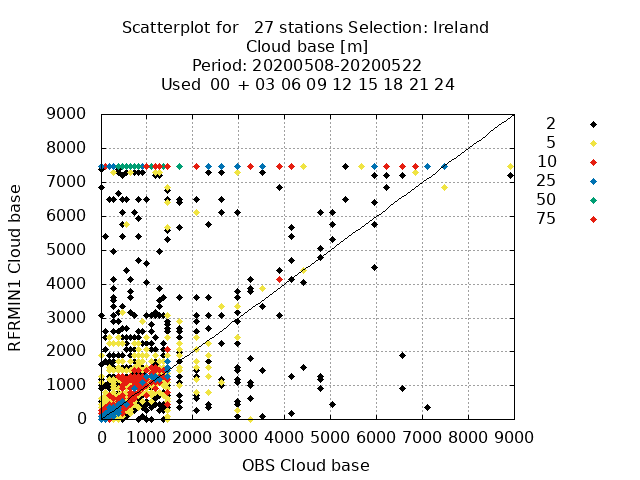 Scatterplot for 27 stations Selection: Ireland
Cloud base [m]
Period: 20200508-20200522
Used 00 + 03 06 09 12 15 18 21 24
9000
8000
7000
6000
5000
4000
3000
2000
1000
0
RFRMIN1 Cloud base
0 1000 2000 3000 4000 5000 6000 7000 8000 9000
OBS Cloud base
2
5
10
25
50
75